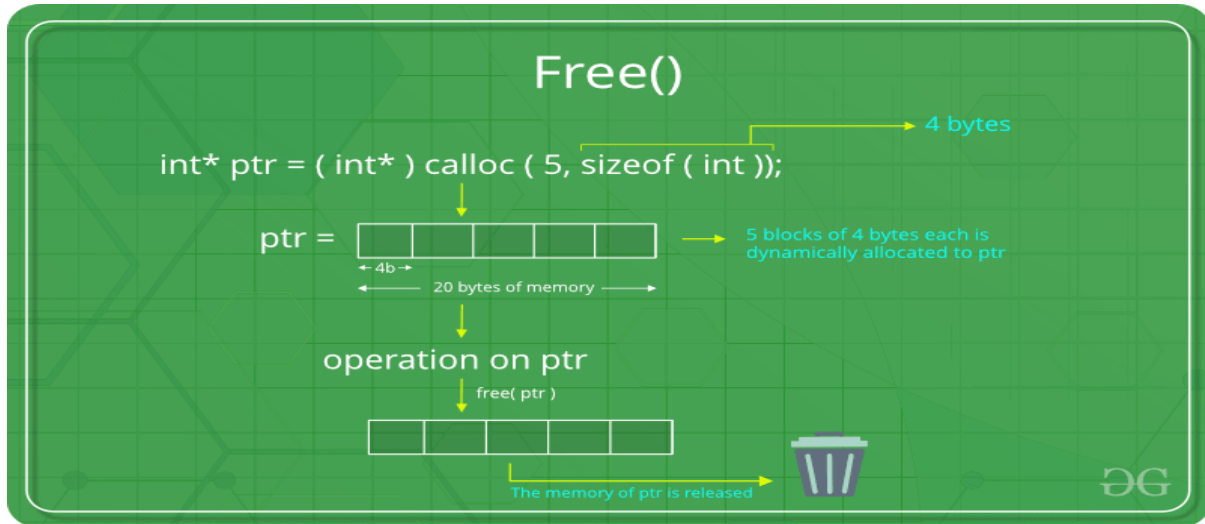 Free()
4 bytes
int* ptr = ( int* ) calloc ( 5, sizeof ( int ));
ptr =
5 blocks of 4 bytes each is
dynamically allocated to ptr
4b
20 bytes of memory
operation on ptr
free( ptr )
The memory of ptr is released
GG